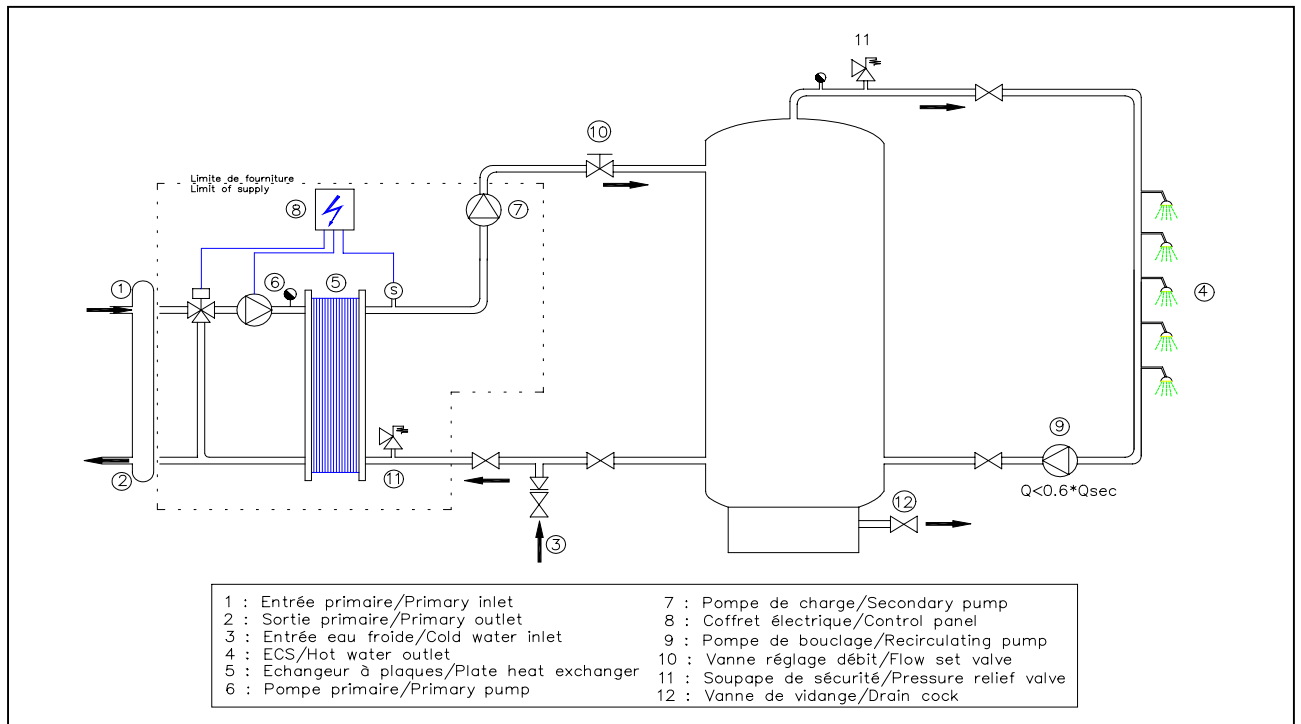 11
10
Limite de fourniture
Limit of supply
8
7
1
6
5
S
4
9
2
11
Q<0.6*Qsec
12
3
1 : Entrée primaire/Primary inlet
2 : Sortie primaire/Primary outlet
3 : Entrée eau froide/Cold water inlet
4 : ECS/Hot water outlet
5 : Echangeur à plaques/Plate heat exchanger
6 : Pompe primaire/Primary pump
7 : Pompe de charge/Secondary pump
8 : Coffret électrique/Control panel
9 : Pompe de bouclage/Recirculating pump
10 : Vanne réglage débit/Flow set valve
11 : Soupape de sécurité/Pressure relief valve
12 : Vanne de vidange/Drain cock